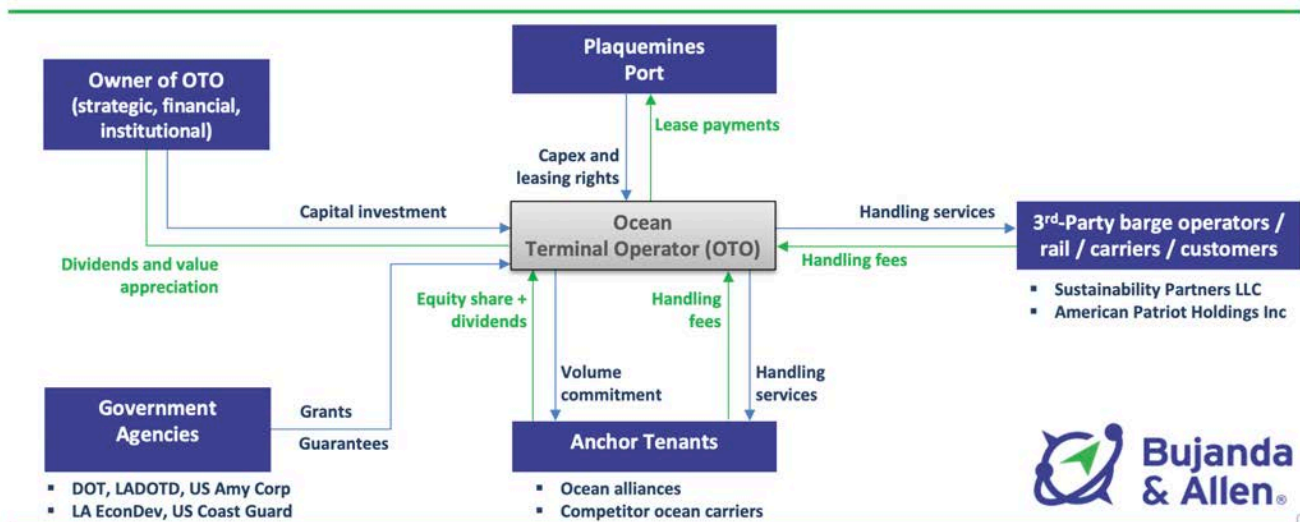 Plaquemines
Port
Owner of OTO
(strategic, financial,
institutional)
Lease payments
Capex and
leasing rights
Capital investment
Ocean
Terminal Operator (OTO)
Handling services
3rd-Party barge operators /
rail / carriers / customers
Handling fees
Dividends and value
appreciation
Equity share +
dividends
Handling
fees
▪ Sustainability Partners LLC
▪ American Patriot Holdings Inc
Volume
commitment
Handling
services
Government
Agencies
Grants
Guarantees
Anchor Tenants
▪ DOT, LADOTD, US Amy Corp
▪ LA EconDev, US Coast Guard
▪ Ocean alliances
▪ Competitor ocean carriers
Bujanda
& Allen®